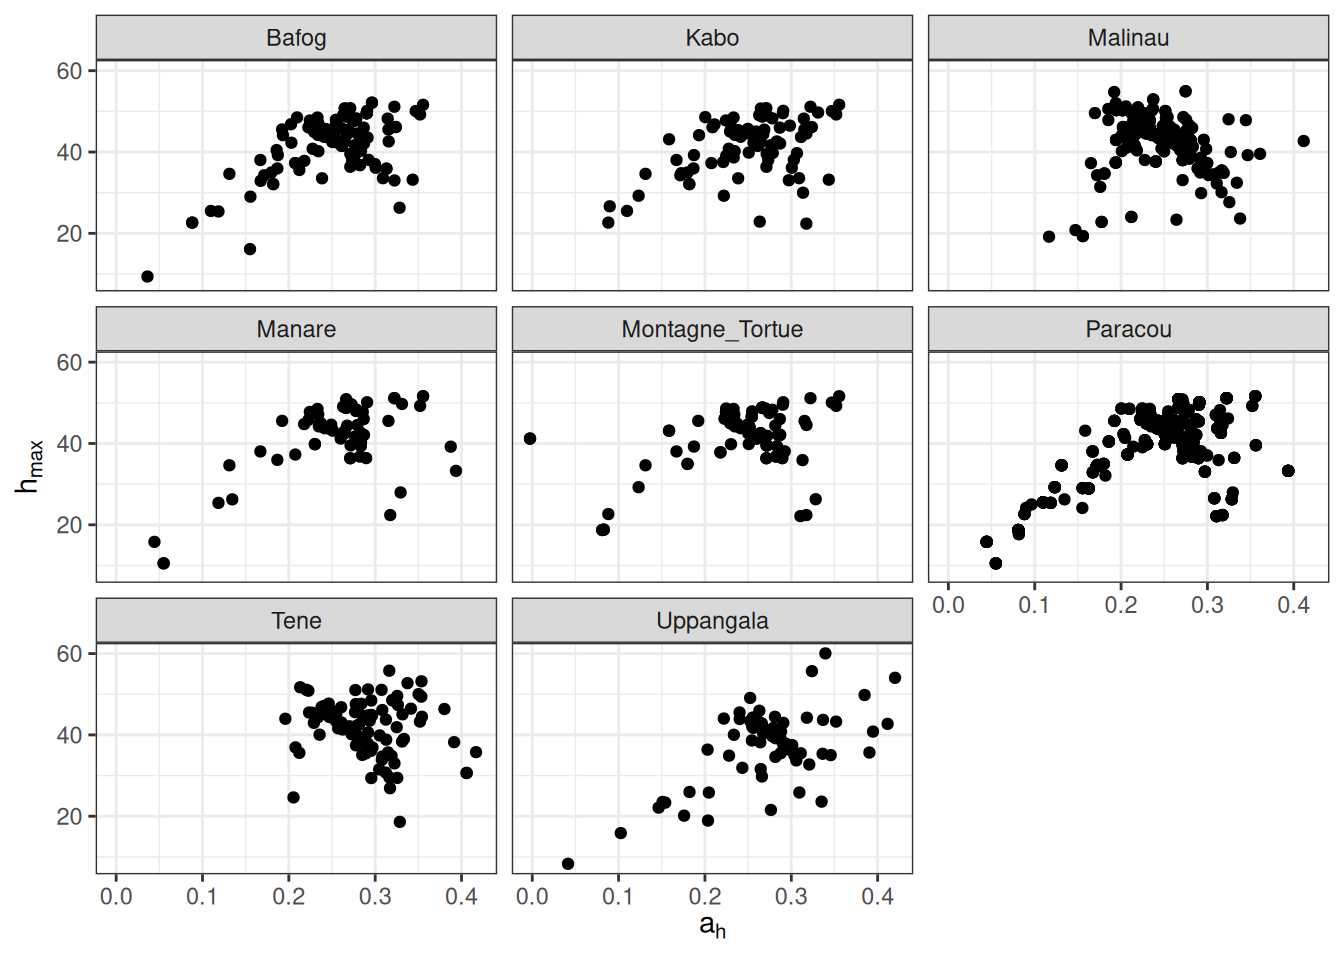 Bafog Kabo Malinau
60
40
20
Manare Montagne_Tortue Paracou
60
40
20
0.0 0.1 0.2 0.3 0.4
Tene Uppangala
60
40
20
0.0 0.1 0.2 0.3 0.4 0.0 0.1 0.2 0.3 0.4
hmax
ah